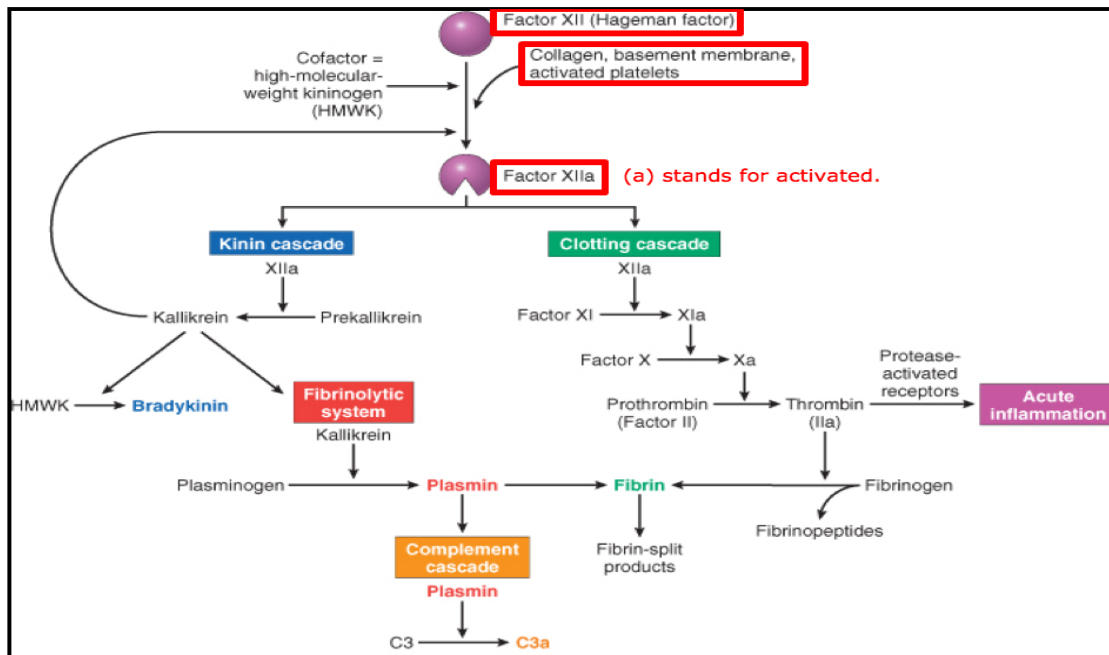 Factor XII (Hageman factor)
Collagen, basement membrane,
activated platelets
Cofactor =
high-molecular-
weight kininogen
(HMWK)
Factor XIIa
(a) stands for activated.
Kinin cascade
Clotting cascade
XIIa
XIIa
Kallikrein
Prekallikrein
Factor XI
XIa
Factor X
Xa
Protease-
activated
receptors
HMWK
Bradykinin
Fibrinolytic
system
Kallikrein
Prothrombin
(Factor II)
Thrombin
(IIa)
Acute
inflammation
Plasminogen
Plasmin
Fibrin
Fibrinogen
Fibrinopeptides
Complement
cascade
Fibrin-split
products
Plasmin
C3
C3a